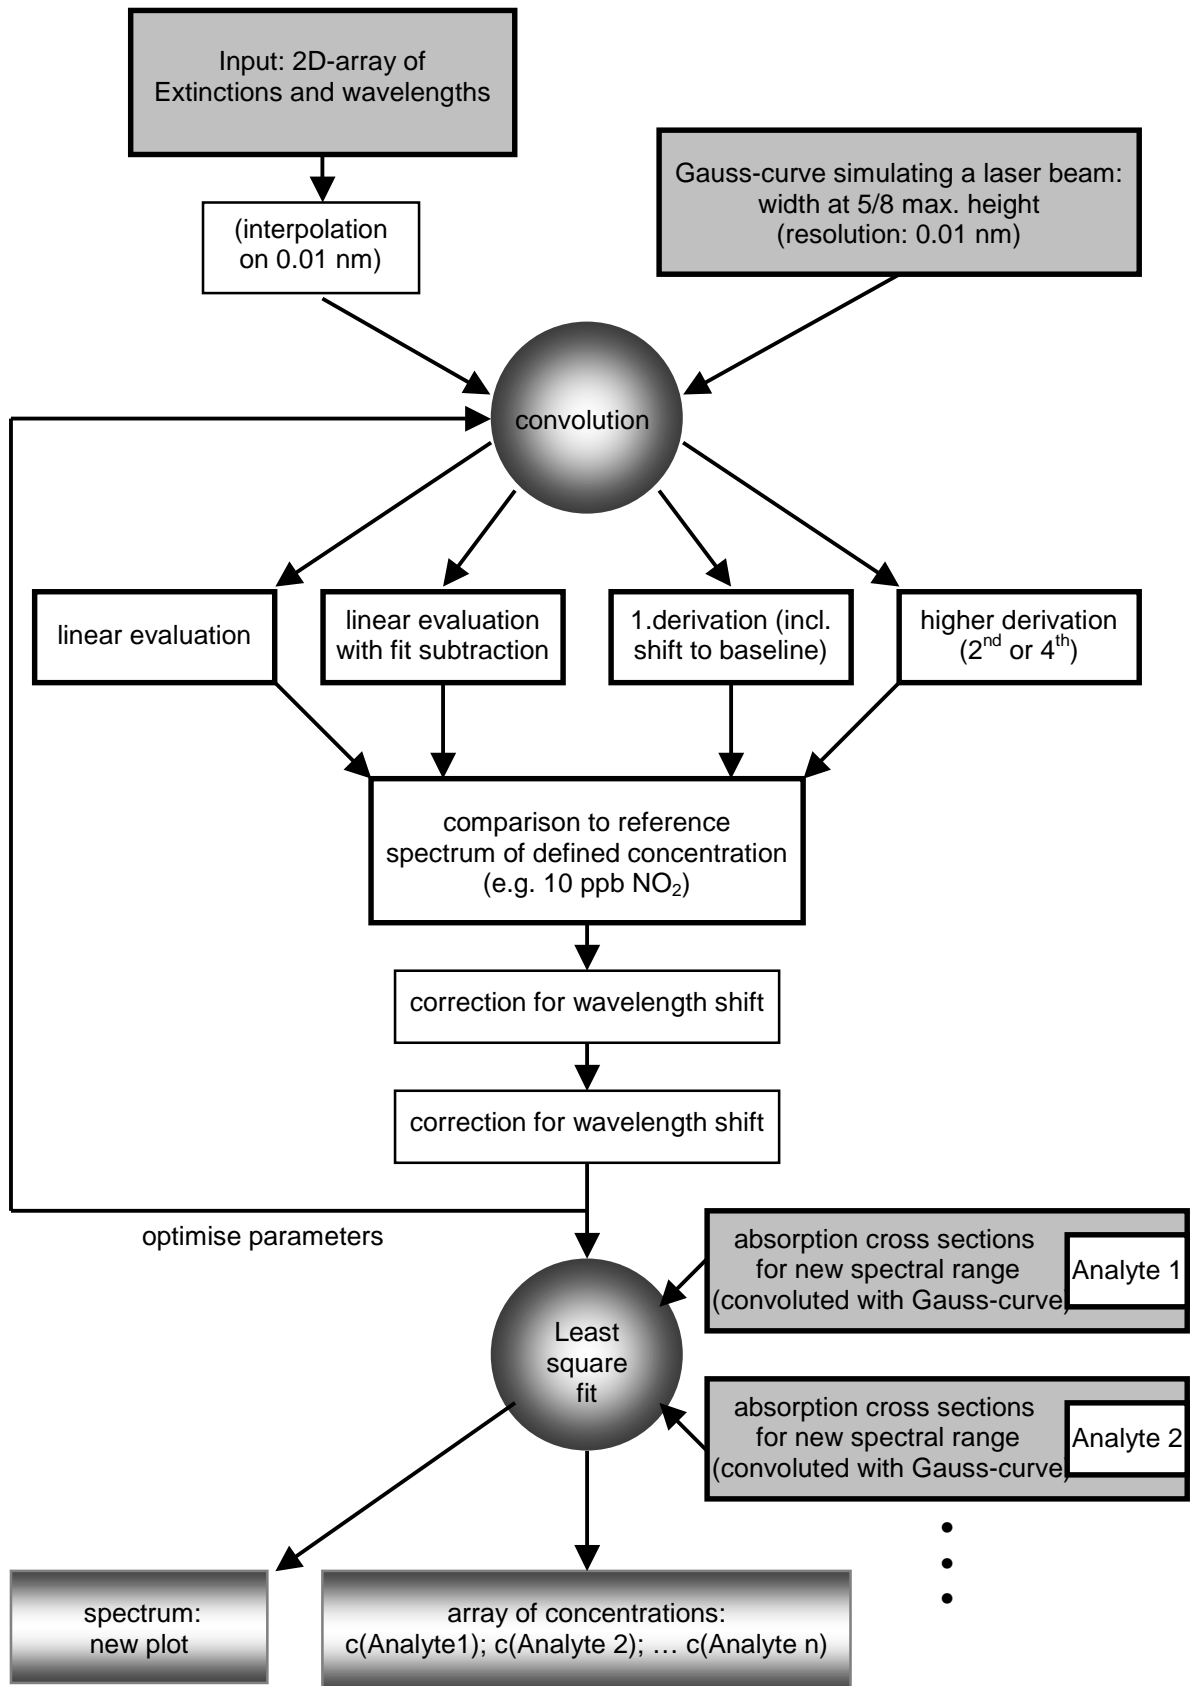 Input: 2D-array of
Extinctions and wavelengths
Gauss-curve simulating a laser beam:
width at 5/8 max. height
(resolution: 0.01 nm)
(interpolation
on 0.01 nm)
convolution
linear evaluation
linear evaluation
with fit subtraction
1.derivation (incl.
shift to baseline)
higher derivation
(2nd or 4th)
comparison to reference
spectrum of defined concentration
(e.g. 10 ppb NO₂)
correction for wavelength shift
correction for wavelength shift
optimise parameters
absorption cross sections
for new spectral range
(convoluted with Gauss-curve)
Analyte 1
Least
square
fit
absorption cross sections
for new spectral range
(convoluted with Gauss-curve)
Analyte 2
spectrum:
new plot
array of concentrations:
c(Analyte1); c(Analyte 2); … c(Analyte n)